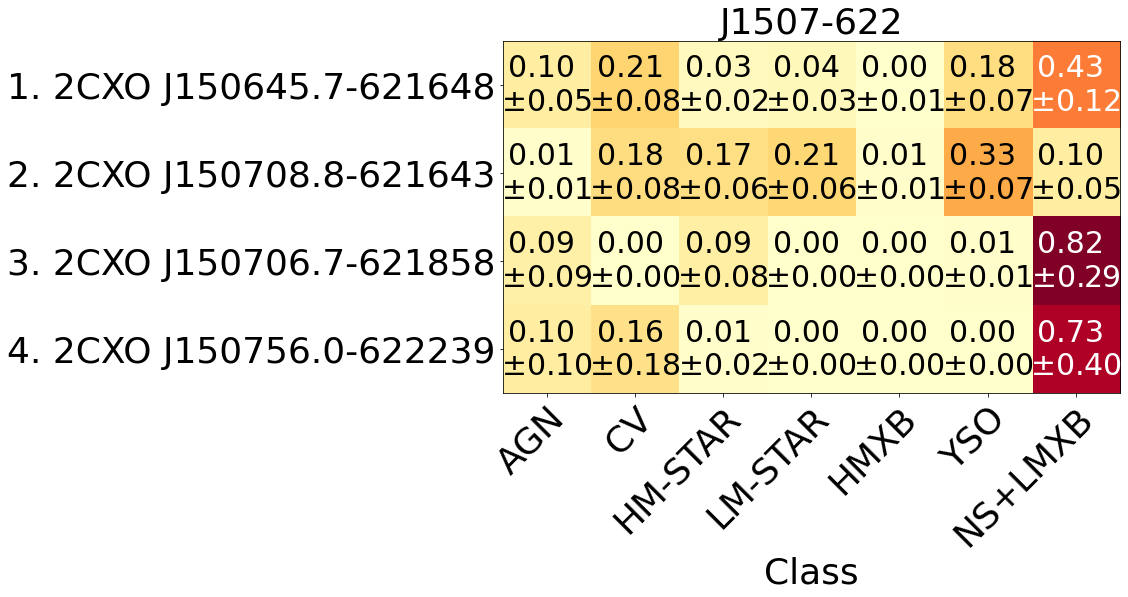 J1507-622
1. 2CXO J150645.7-621648
0.10 0.21 0.03 0.04 0.00 0.18 0.43
±0.05 ±0.08 ±0.02 ±0.03 ±0.01 ±0.07 ±0.12
2. 2CXO J150708.8-621643
0.01 0.18 0.17 0.21 0.01 0.33 0.10
±0.01 ±0.08 ±0.06 ±0.06 ±0.01 ±0.07 ±0.05
3. 2CXO J150706.7-621858
0.09 0.00 0.09 0.00 0.00 0.01 0.82
±0.09 ±0.00 ±0.08 ±0.00 ±0.00 ±0.01 ±0.29
4. 2CXO J150756.0-622239
0.10 0.16 0.01 0.00 0.00 0.00 0.73
±0.10 ±0.18 ±0.02 ±0.00 ±0.00 ±0.00 ±0.40
AGN
CV
HM-STAR
LM-STAR
HMXB
YSO
NS+LMXB
Class